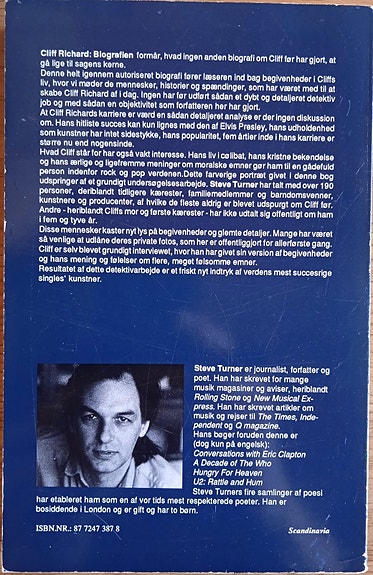 Cliff Richard: Biografien formår, hvad ingen anden biografi om Cliff før har gjort, at
gå lige til sagens kerne.
Denne helt igennem autoriseret biografi fører læseren ind bag begivenheder i Cliffs
liv, hvor vi møder de mennesker, historier og spændinger, som har været med til at
skabe Cliff Richard af i dag. Ingen har før udført sådan et dybt og detaljeret detektiv
job og med sådan en objektivitet som forfatteren her har gjort.
At Cliff Richards karriere er værd en sådan detaljeret analyse er der ingen diskussion
om. Hans hitliste succes kan kun lignes med den af Elvis Presley, hans udholdenhed
som kunstner har intet sidestykke, hans popularitet, fem årtier inde i hans karriere er
større nu end nogensinde.
Hvad Cliff står for har også vakt interesse. Hans liv i cølibat, hans kristne bekendelse
og hans ærlige og ligefremme meninger om moralske emner gør ham til en gådefuld
person indenfor rock og pop verdenen.Dette farverige portræt givet i denne bog
udspringer af et grundigt undersøgelsesarbejde. Steve Turner har talt med over 190
personer, deriblandt tidligere kærester, familiemedlemmer og barndomsvenner,
kunstnere og producenter, af hvilke de fleste aldrig er blevet udspurgt om Cliff før.
Andre - heriblandt Cliffs mor og første kærester - har ikke udtalt sig offentligt om ham
i fem og tyve år.
Disse mennesker kaster nyt lys på begivenheder og glemte detaljer. Mange har været
så venlige at udlåne deres private fotos, som her er offentliggjort for allerførste gang.
Cliff er selv blevet grundigt interviewet, hvor han har givet sin version af begivenheder
og hans mening og følelser om flere, meget følsomme emner.
Resultatet af dette detektivarbejde er et friskt nyt indtryk af verdens mest succesrige
singles' kunstner.
Steve Turner er journalist, forfatter og
poet. Han har skrevet for mange
musik magasiner og aviser, heriblandt
Rolling Stone og New Musical Ex-
press. Han har skrevet artikler om
musik og rejser til The Times, Inde-
pendent og Q magazine.
Hans bøger foruden denne er
(dog kun på engelsk):
Conversations with Eric Clapton
A Decade of The Who
Hungry For Heaven
U2: Rattle and Hum
Steve Turners fire samlinger af poesi
har etableret ham som en af vor tids mest respekterede poeter. Han er
bosiddende i London og er gift og har to børn.
ISBN.NR.: 87 7247 387 8
Scandinavia